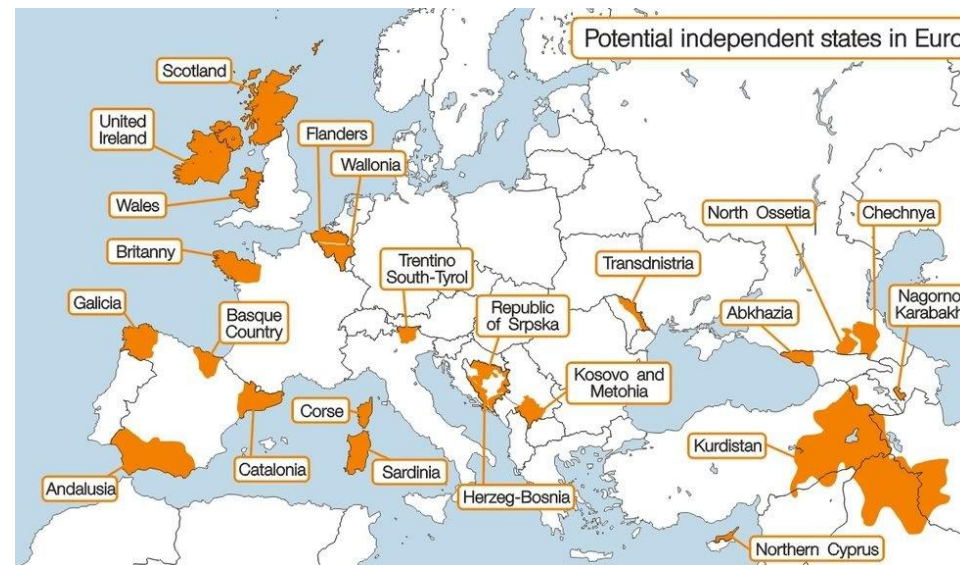 Potential independent states in Euro
Scotland
United
Ireland
Flanders
Wallonia
Wales
North Ossetia
Chechnya
Britanny
Trentino
South-Tyrol
Transdnistria
Galicia
Basque
Country
Republic
of Srpska
Abkhazia
Nagorno
Karabakh
Kosovo and
Metohia
Corse
Kurdistan
Andalusia
Catalonia
Sardinia
Herzeg-Bosnia
Northern Cyprus